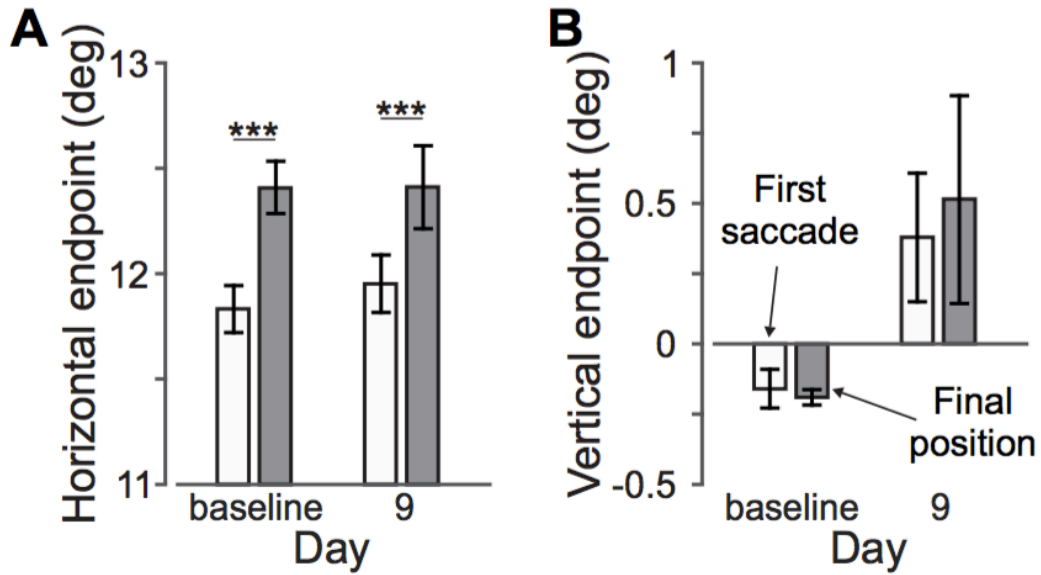 A
Horizontal endpoint (deg)
13
12
11
***
***
baseline
9
Day
B
Vertical endpoint (deg)
1
0.5
0
-0.5
First
saccade
Final
position
baseline
9
Day